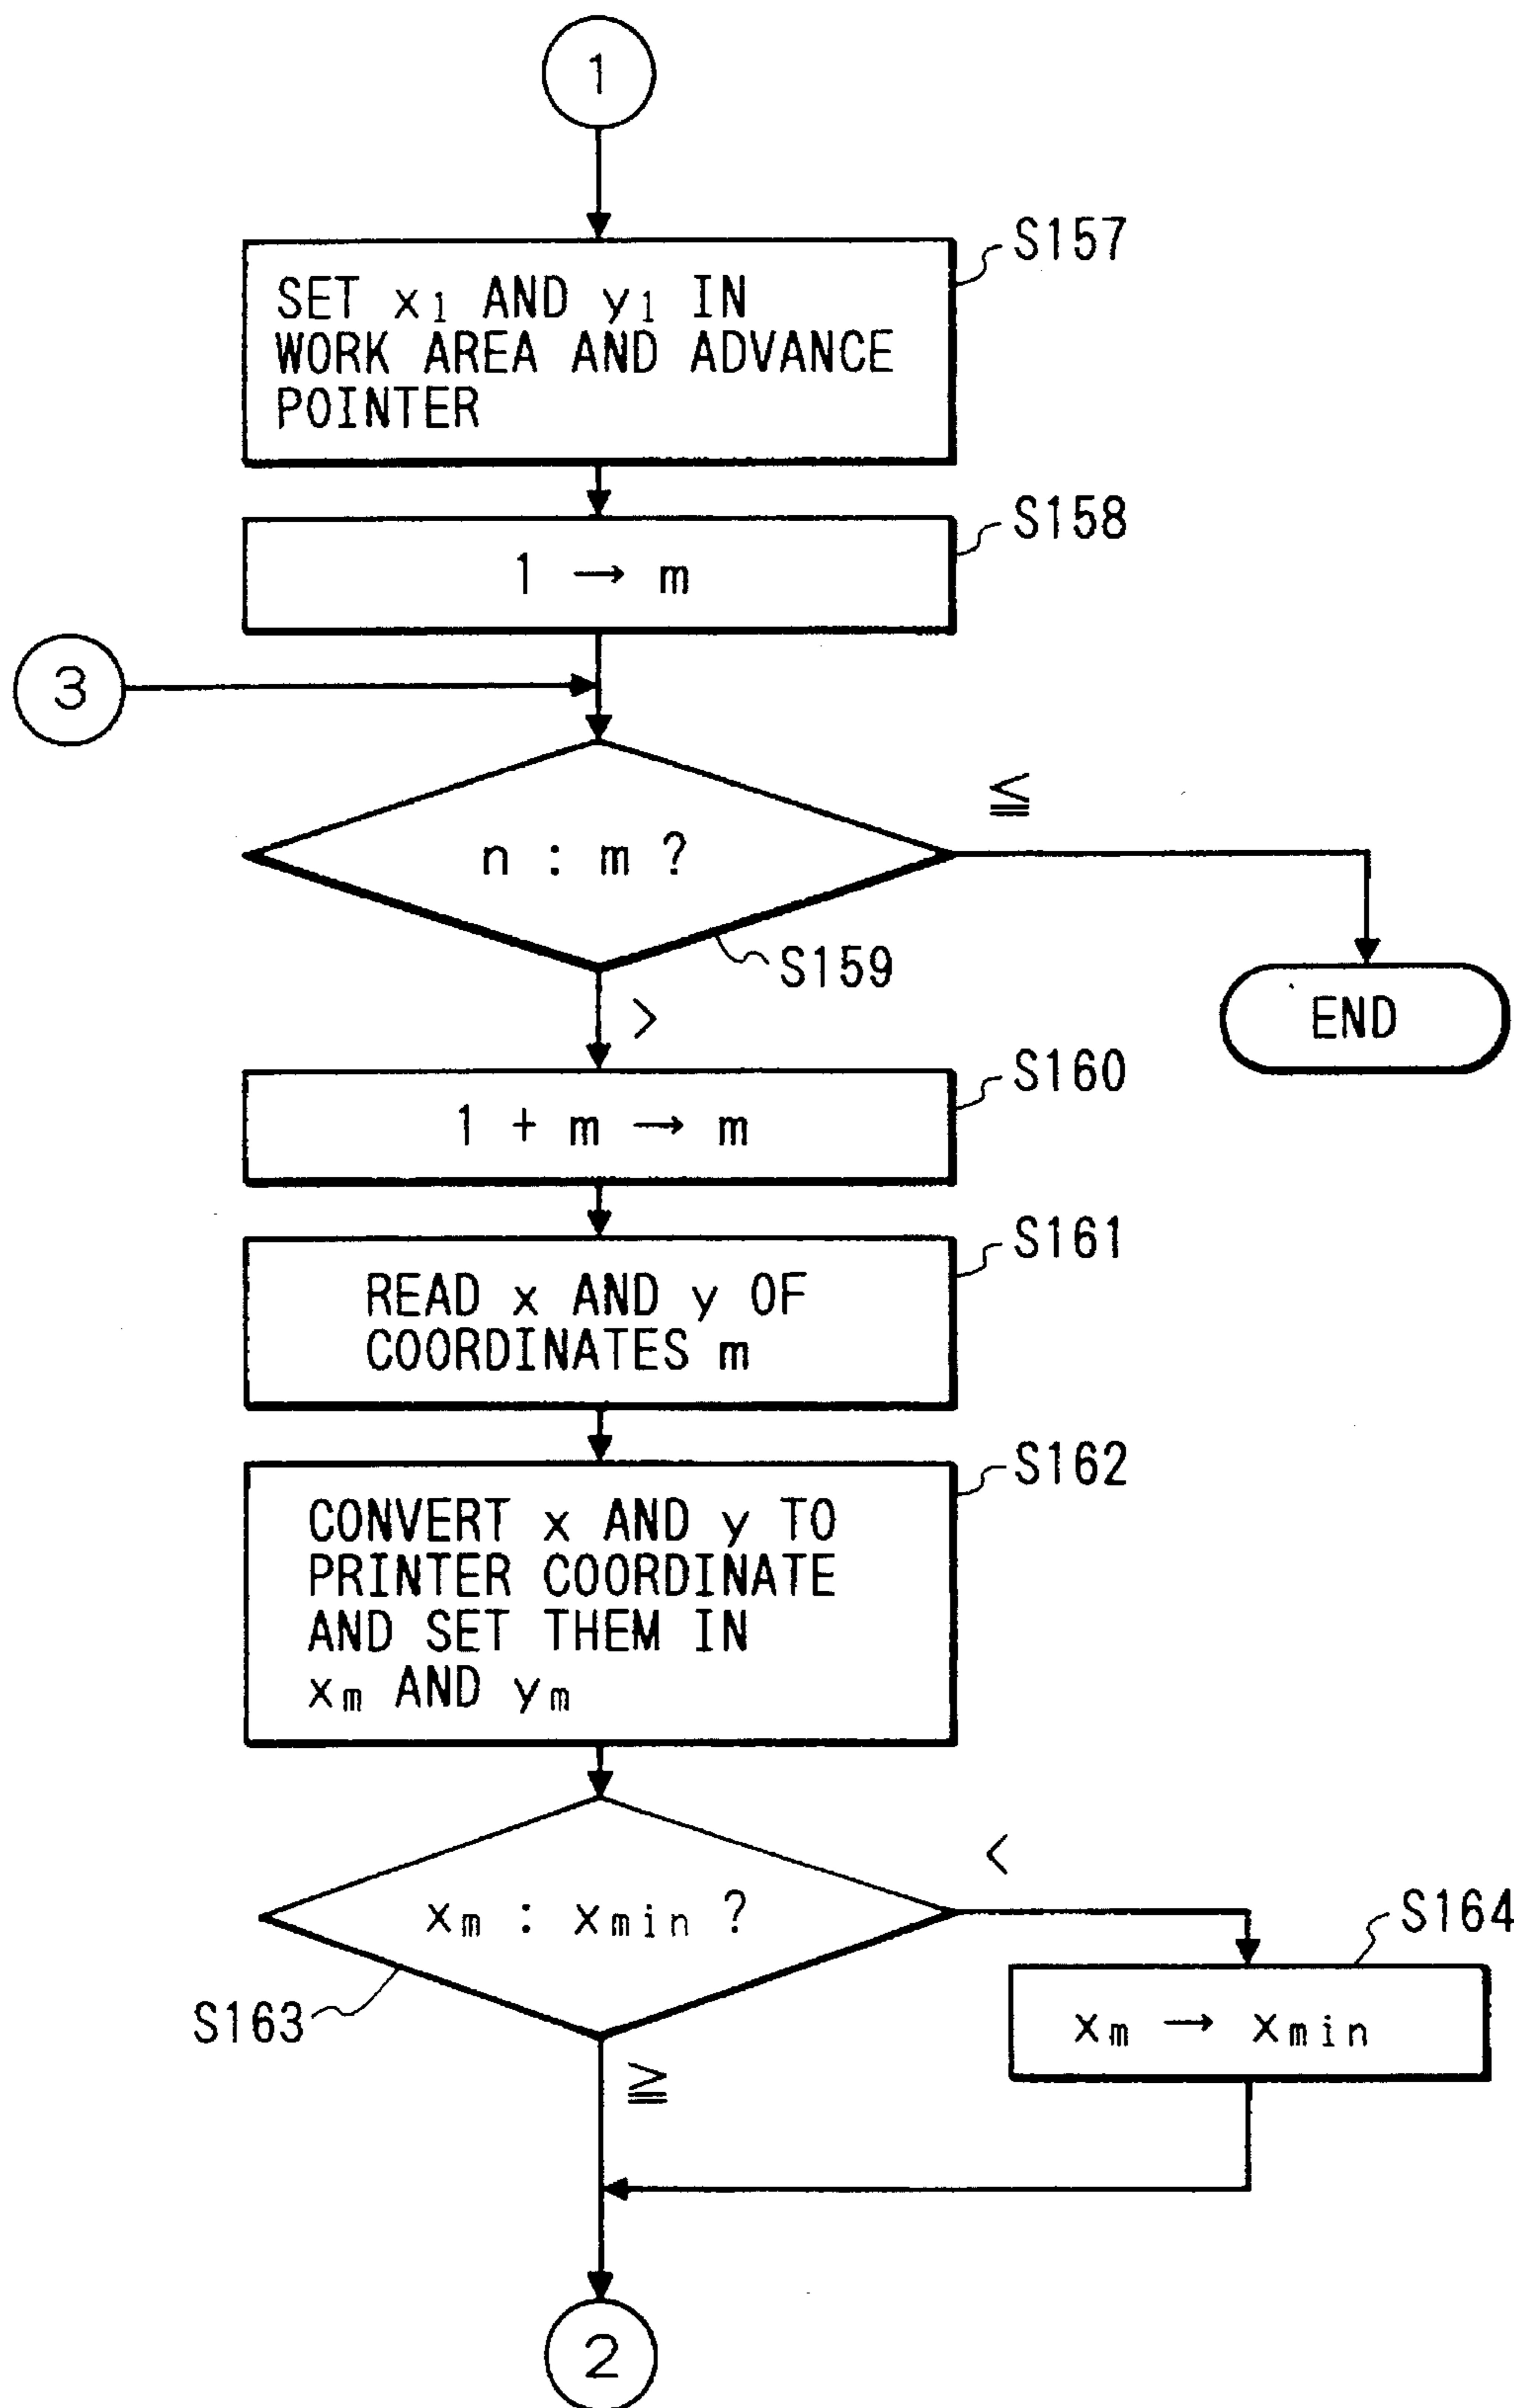 1
S157
SET x₁ AND y₁ IN
WORK AREA AND ADVANCE
POINTER
S158
1 → m
3
≦
n : m ?
S159
END
>
S160
1 + m → m
S161
READ x AND y OF
COORDINATES m
S162
CONVERT x AND y TO
PRINTER COORDINATE
AND SET THEM IN
xm AND ym
<
xm : xmin ?
S164
S163
xm → xmin
≧
2